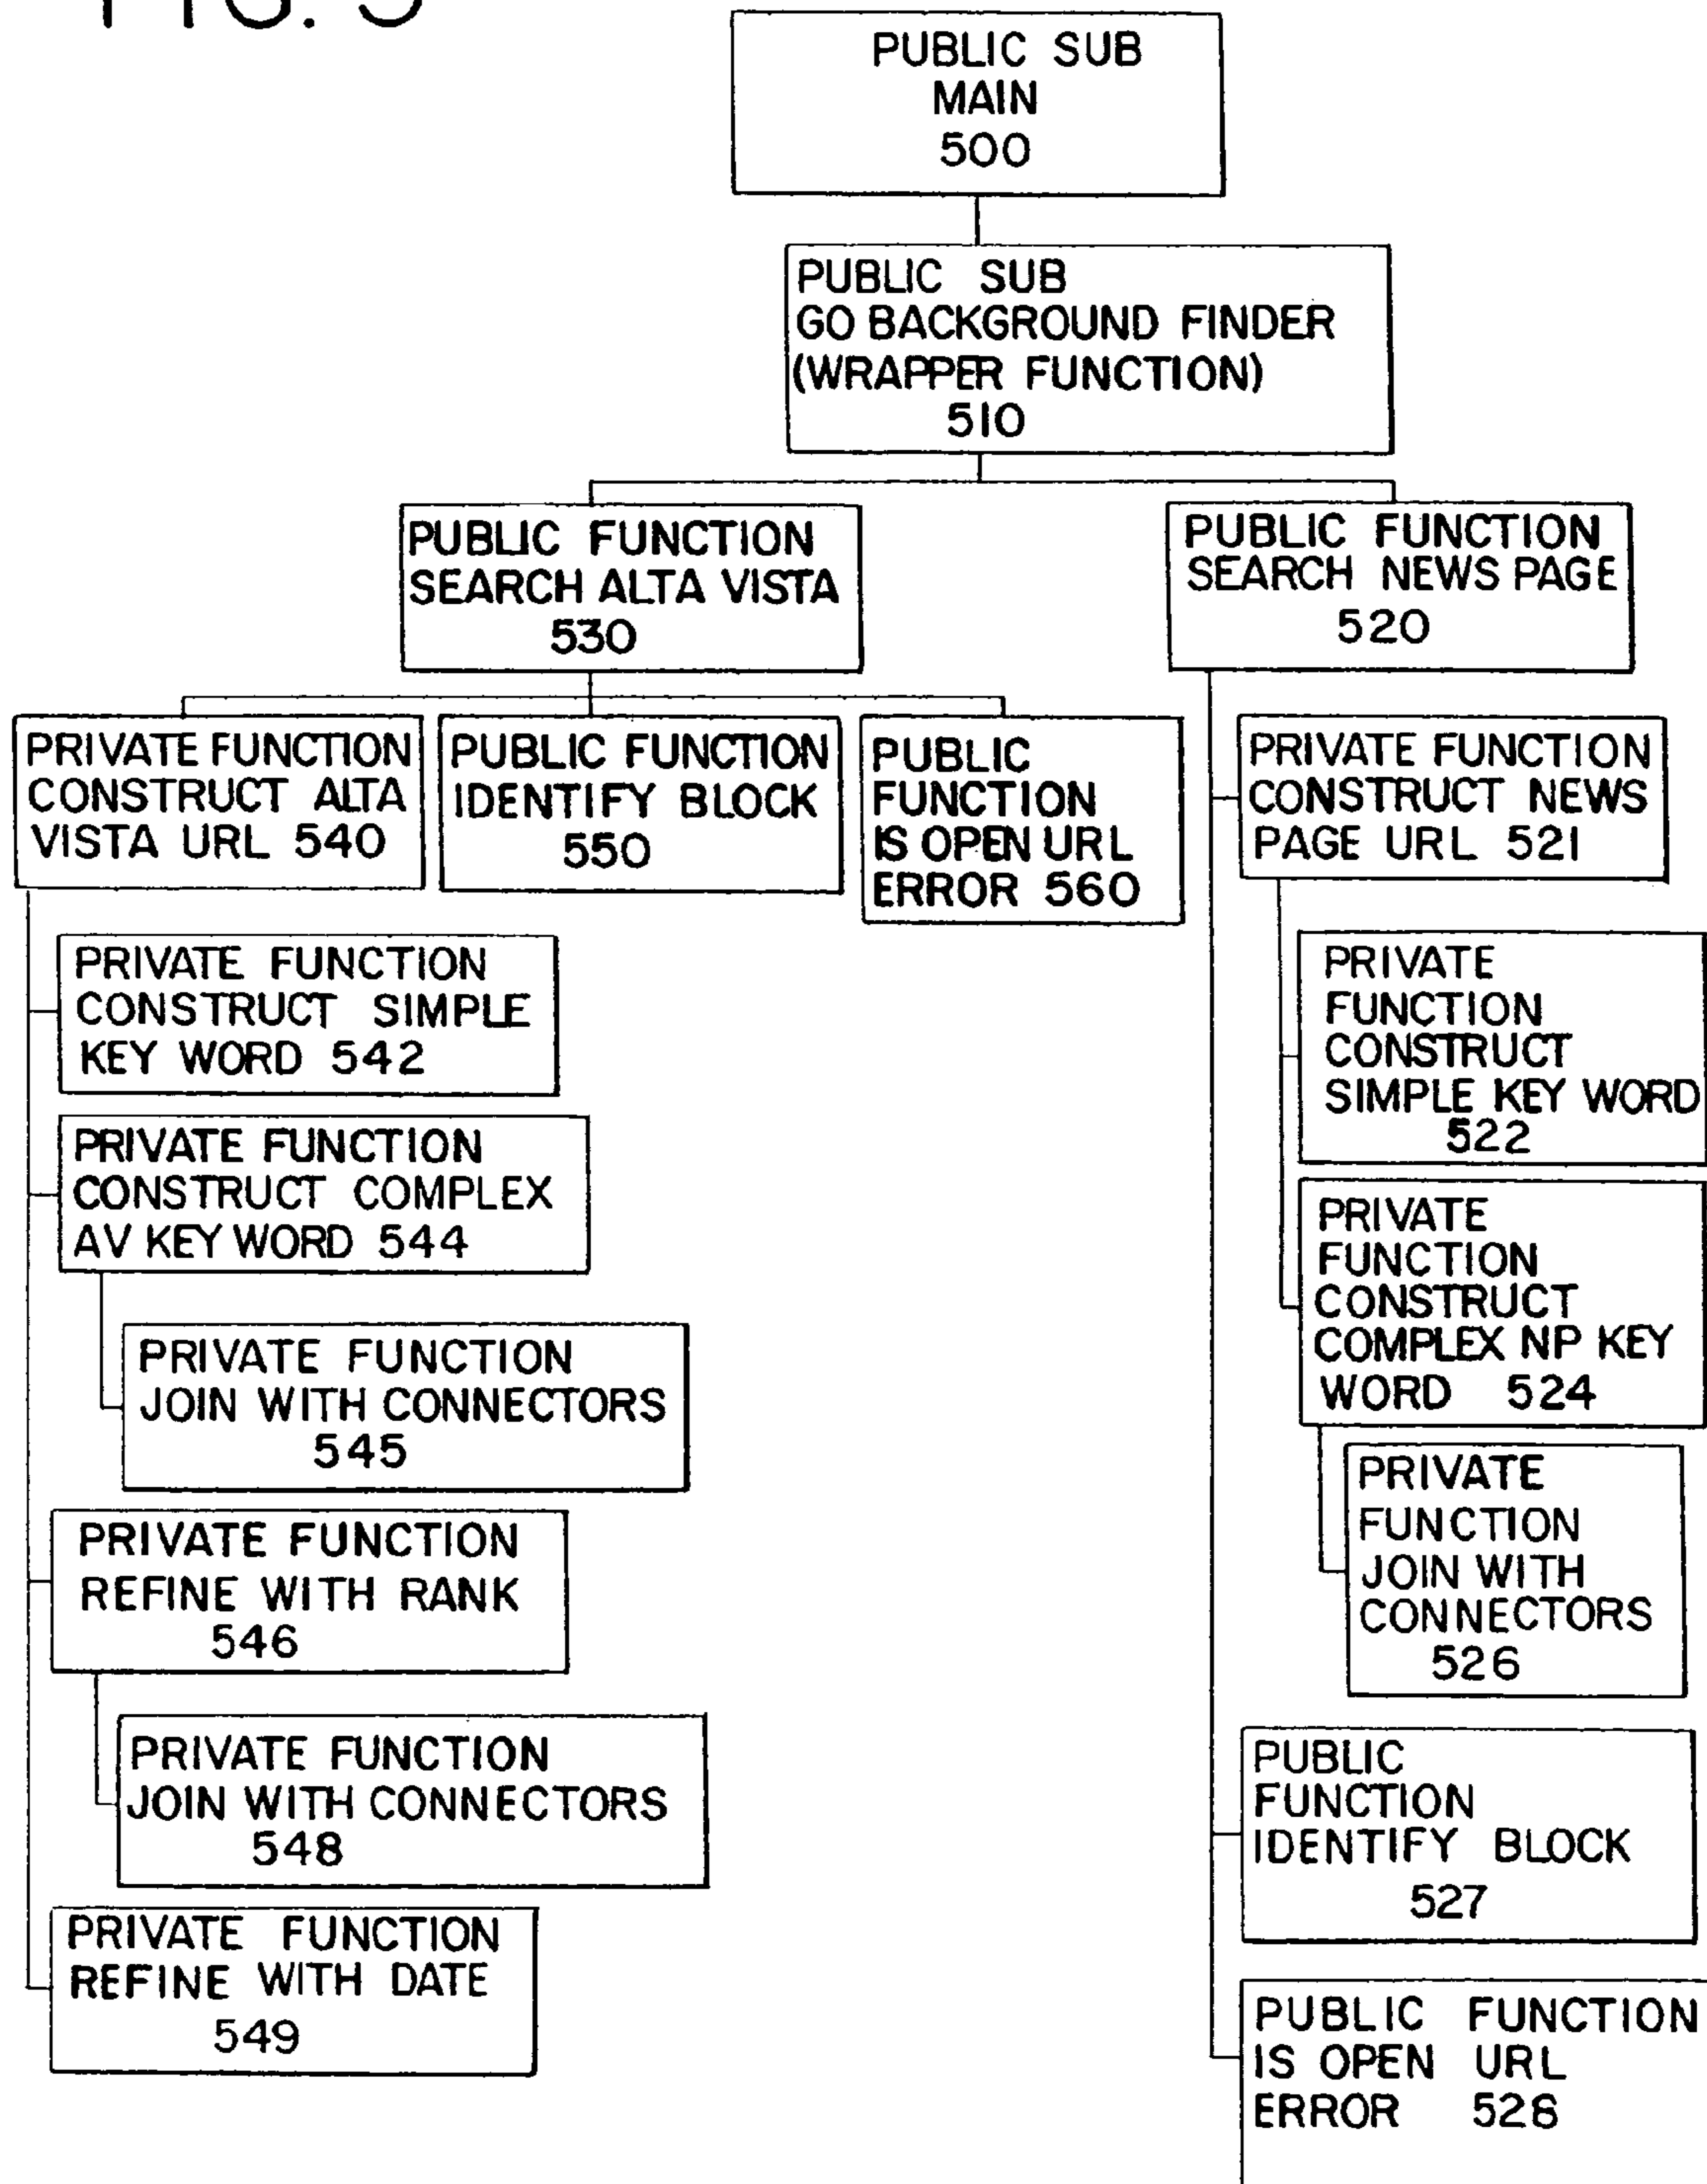 FIG. 5
PUBLIC SUB
MAIN
500
PUBLIC SUB
GO BACKGROUND FINDER
(WRAPPER FUNCTION)
510
PUBLIC FUNCTION
SEARCH ALTA VISTA
530
PUBLIC FUNCTION
SEARCH NEWS PAGE
520
PRIVATE FUNCTION
CONSTRUCT ALTA
VISTA URL 540
PUBLIC FUNCTION
IDENTIFY BLOCK
550
PUBLIC
FUNCTION
IS OPEN URL
ERROR 560
PRIVATE FUNCTION
CONSTRUCT SIMPLE
KEY WORD 542
PRIVATE FUNCTION
CONSTRUCT COMPLEX
AV KEY WORD 544
PRIVATE FUNCTION
JOIN WITH CONNECTORS
545
PRIVATE FUNCTION
REFINE WITH RANK
546
PRIVATE FUNCTION
JOIN WITH CONNECTORS
548
PRIVATE FUNCTION
REFINE WITH DATE
549
PRIVATE FUNCTION
CONSTRUCT NEWS
PAGE URL 521
PRIVATE
FUNCTION
CONSTRUCT
SIMPLE KEY WORD
522
PRIVATE
FUNCTION
CONSTRUCT
COMPLEX NP KEY
WORD 524
PRIVATE
FUNCTION
JOIN WITH
CONNECTORS
526
PUBLIC
FUNCTION
IDENTIFY BLOCK
527
PUBLIC FUNCTION
IS OPEN URL
ERROR 528